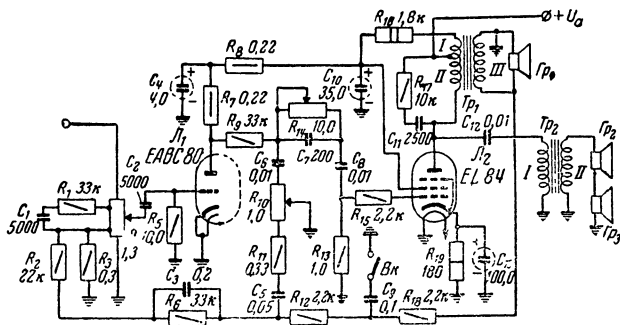 R16 1,8к
+Uа
R8 0,22
I
II
III
Гр1
C4
4,0
R7 0,22
C10
35,0
R17
10к
Тр1
Л1
EABC80
R9 33к
R14
10,0
C11 2500
C12 0,01
Л2
EL84
Тр2
I
II
Гр2
Гр3
C7 200
C6
0,01
C8
0,01
C2
5000
R1 33к
C1
5000
R5
10,0
R10
1,0
R15 2,2к
R2
22к
R3
0,3
1,3
0,2
R11
0,33
R13
1,0
Вк
R19
180
100,0
C3
R6 33к
C5
0,05
R12 2,2к
C9
0,1
R18 2,2к